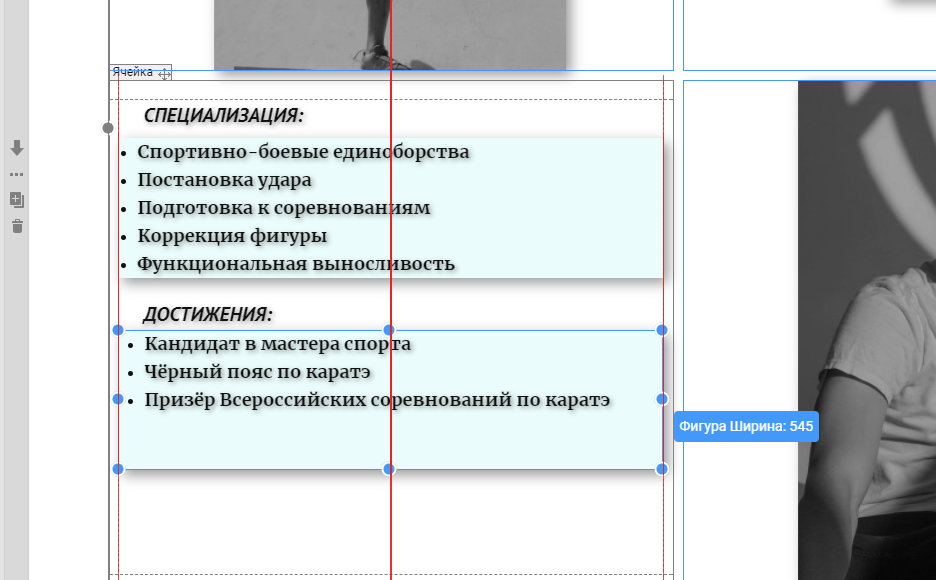 Ячейка
СПЕЦИАЛИЗАЦИЯ:
• Спортивно-боевые единоборства
• Постановка удара
• Подготовка к соревнованиям
• Коррекция фигуры
• Функциональная выносливость
ДОСТИЖЕНИЯ:
• Кандидат в мастера спорта
• Чёрный пояс по каратэ
• Призёр Всероссийских соревнований по каратэ
Фигура Ширина: 545